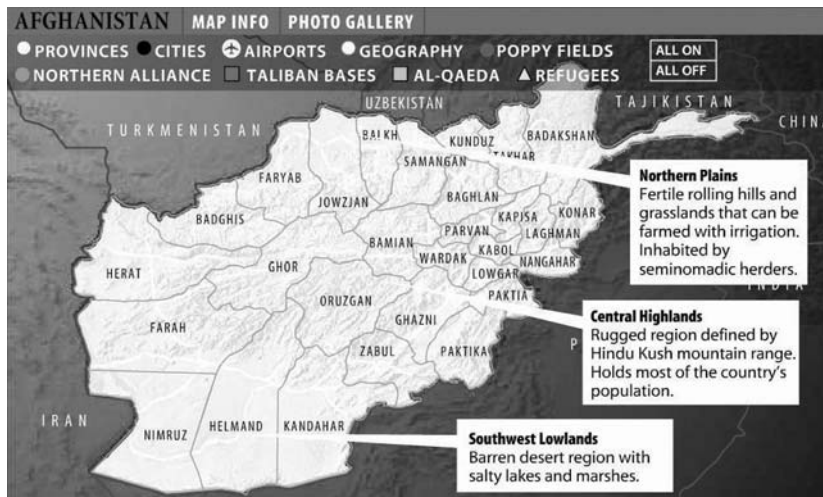 AFGHANISTAN MAP INFO PHOTO GALLERY
PROVINCES CITIES AIRPORTS GEOGRAPHY POPPY FIELDS ALL ON
NORTHERN ALLIANCE TALIBAN BASES AL-QAEDA REFUGEES ALL OFF
UZBEKISTAN
TAJIKISTAN
CHINA
TURKMENISTAN
BALKH
KUNDUZ
BADAKSHAN
TAKHAR
SAMANGAN
FARYAB
JOWZJAN
BAGHLAN
BADGHIS
KAPISA
KONAR
PARVAN
LAGHMAN
BAMIAN
KABOL
WARDAK
NANGAHAR
HERAT
GHOR
LOWGAR
INDIA
ORUZGAN
PAKTIA
GHAZNI
FARAH
ZABUL
PAKTIKA
P
IRAN
NIMRUZ
HELMAND
KANDAHAR
Northern Plains
Fertile rolling hills and
grasslands that can be
farmed with irrigation.
Inhabited by
seminomadic herders.
Central Highlands
Rugged region defined by
Hindu Kush mountain range.
Holds most of the country's
population.
Southwest Lowlands
Barren desert region with
salty lakes and marshes.